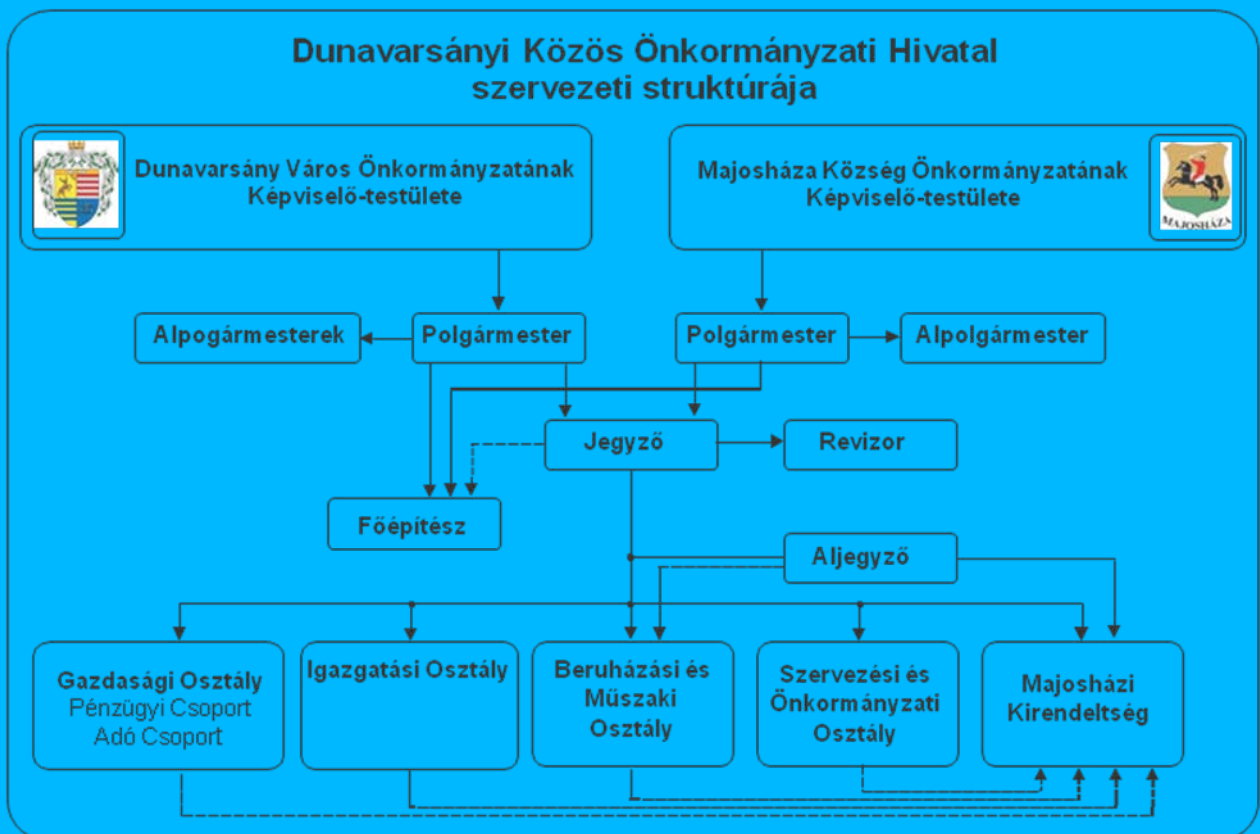 Dunavarsányi Közös Önkormányzati Hivatal
szervezeti struktúrája
Dunavarsány Város Önkormányzatának
Képviselő-testülete
Majosháza Község Önkormányzatának
Képviselő-testülete
MAJOSHÁZA
Alpogármesterek
Polgármester
Polgármester
Alpolgármester
Jegyző
Revizor
Főépítész
Aljegyző
Gazdasági Osztály
Pénzügyi Csoport
Adó Csoport
Igazgatási Osztály
Beruházási és
Műszaki
Osztály
Szervezési és
Önkormányzati
Osztály
Majosházi
Kirendeltség